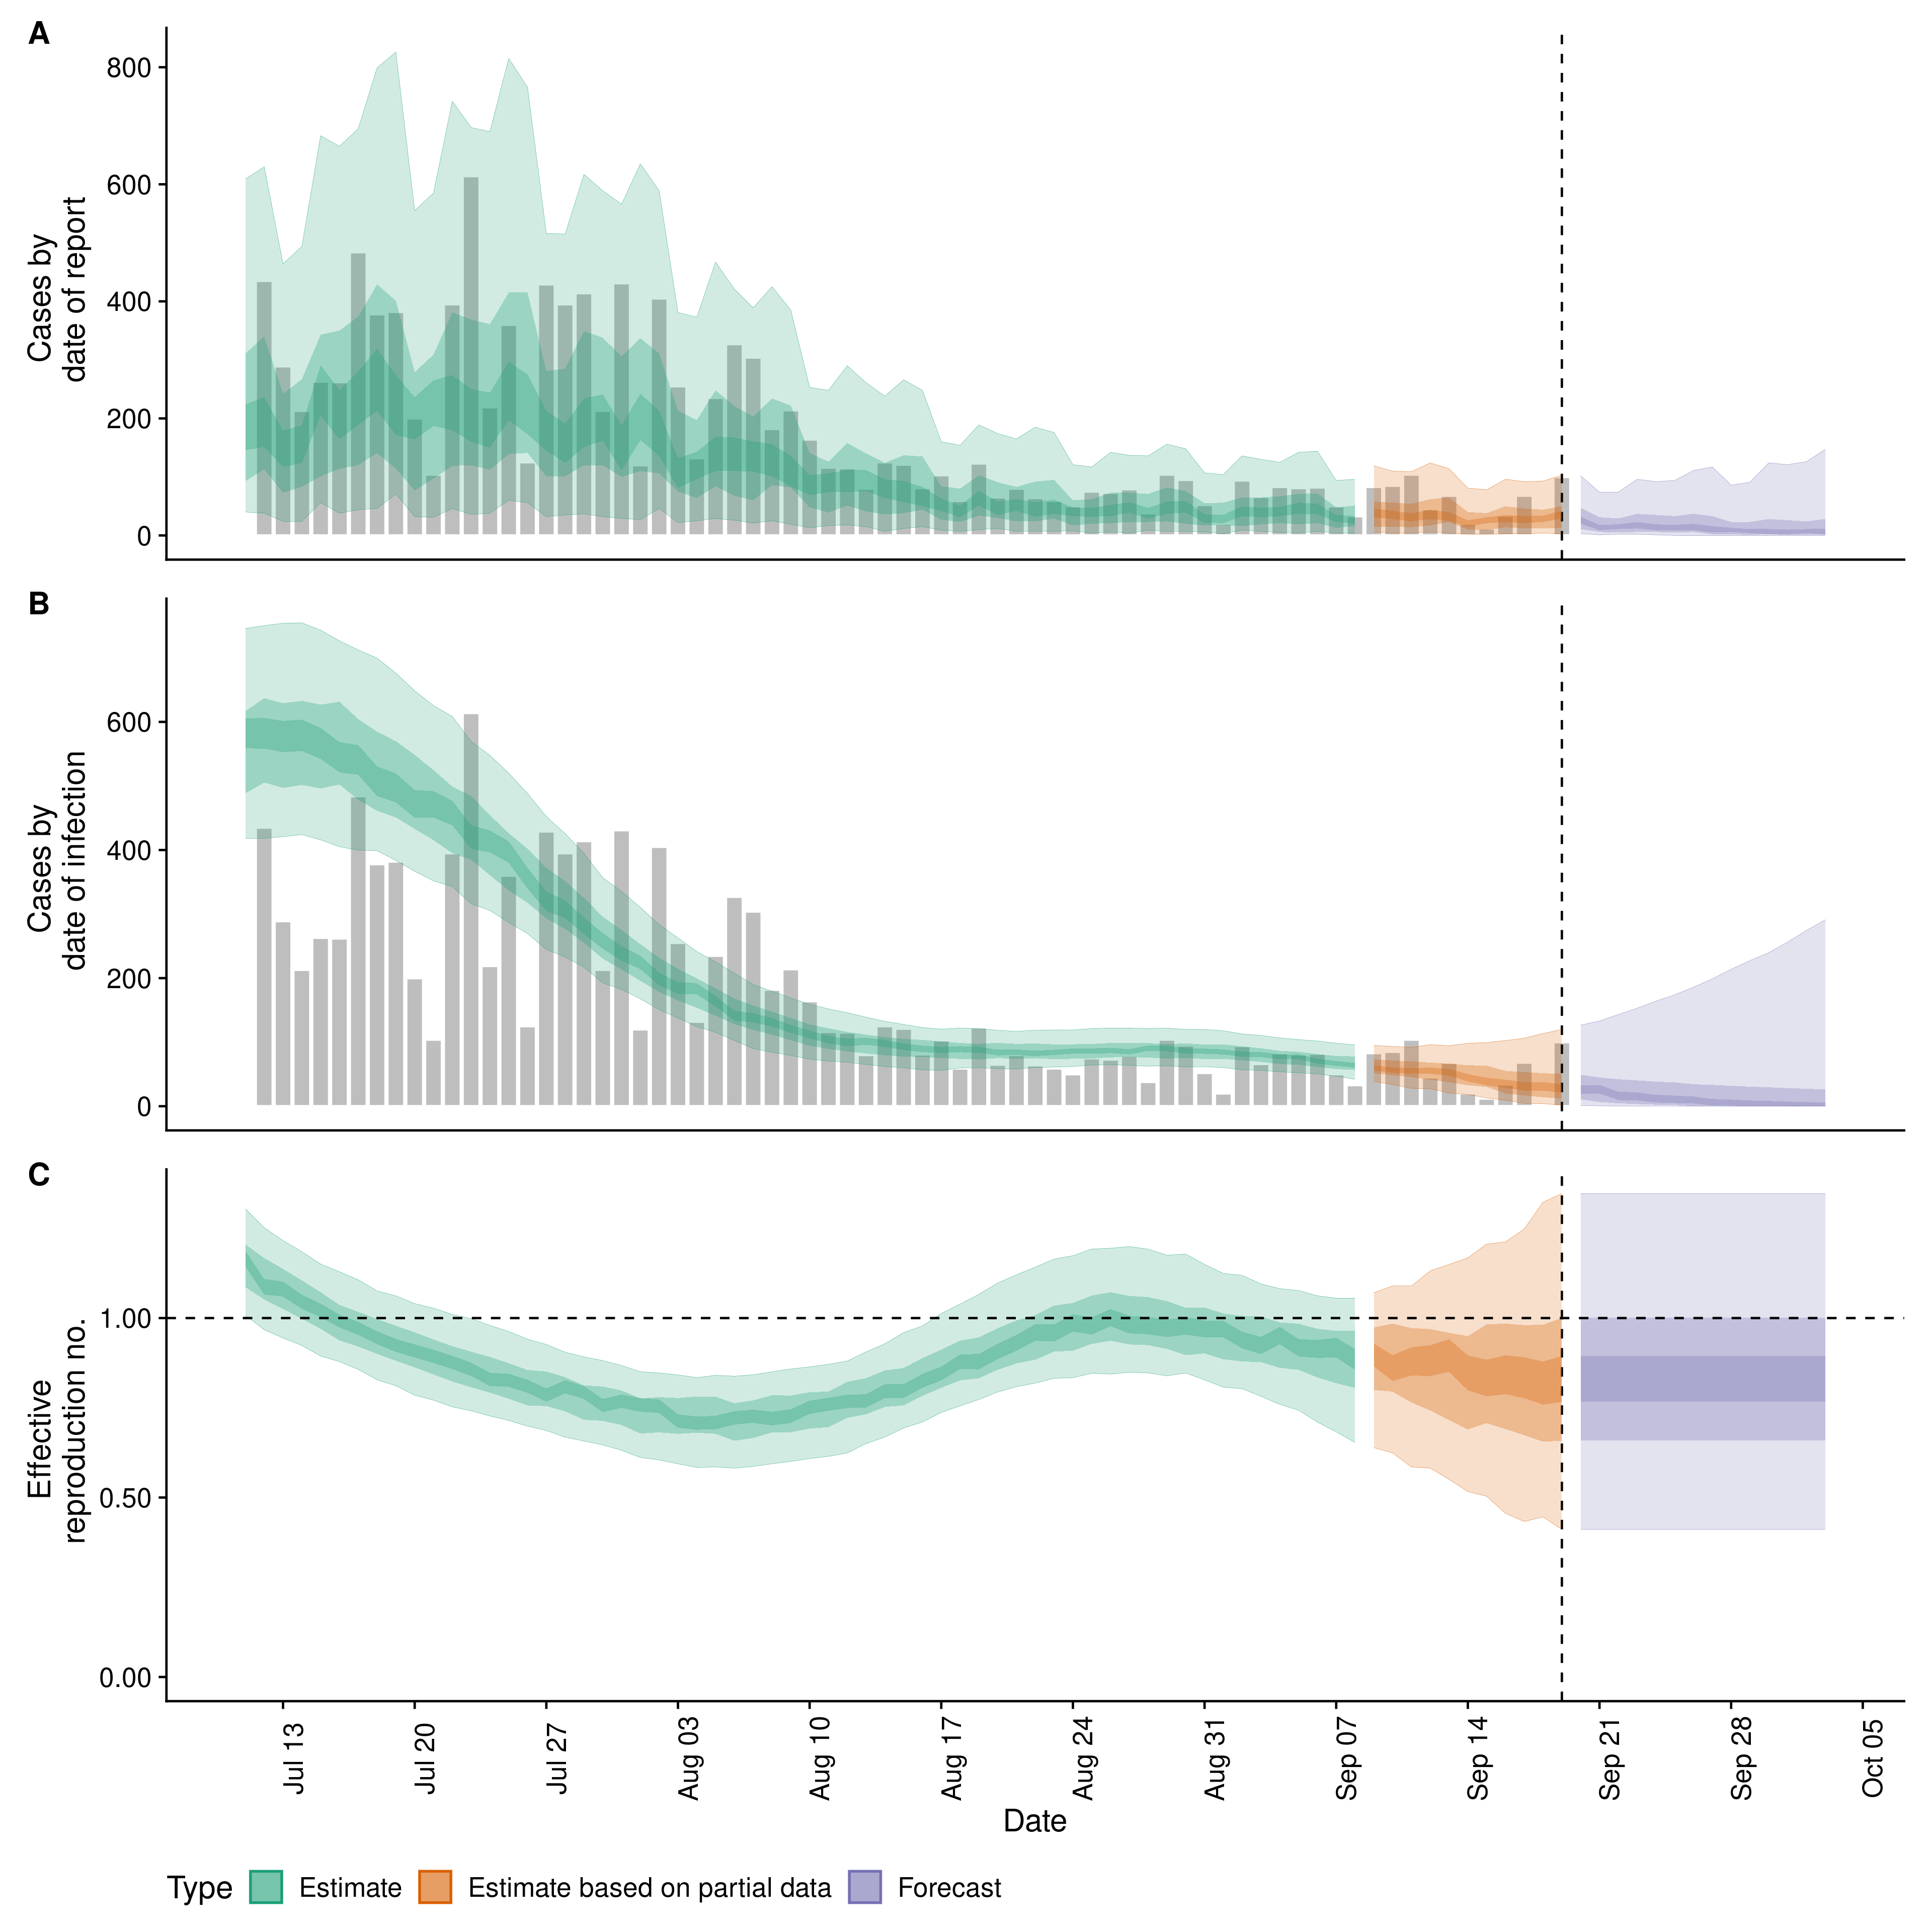 A
800
600
400
200
0
Cases by
date of report
B
600
400
200
0
Cases by
date of infection
C
1.00
0.50
0.00
Effective
reproduction no.
Jul 13
Jul 20
Jul 27
Aug 03
Aug 10
Aug 17
Aug 24
Aug 31
Sep 07
Sep 14
Sep 21
Sep 28
Oct 05
Date
Type Estimate Estimate based on partial data Forecast